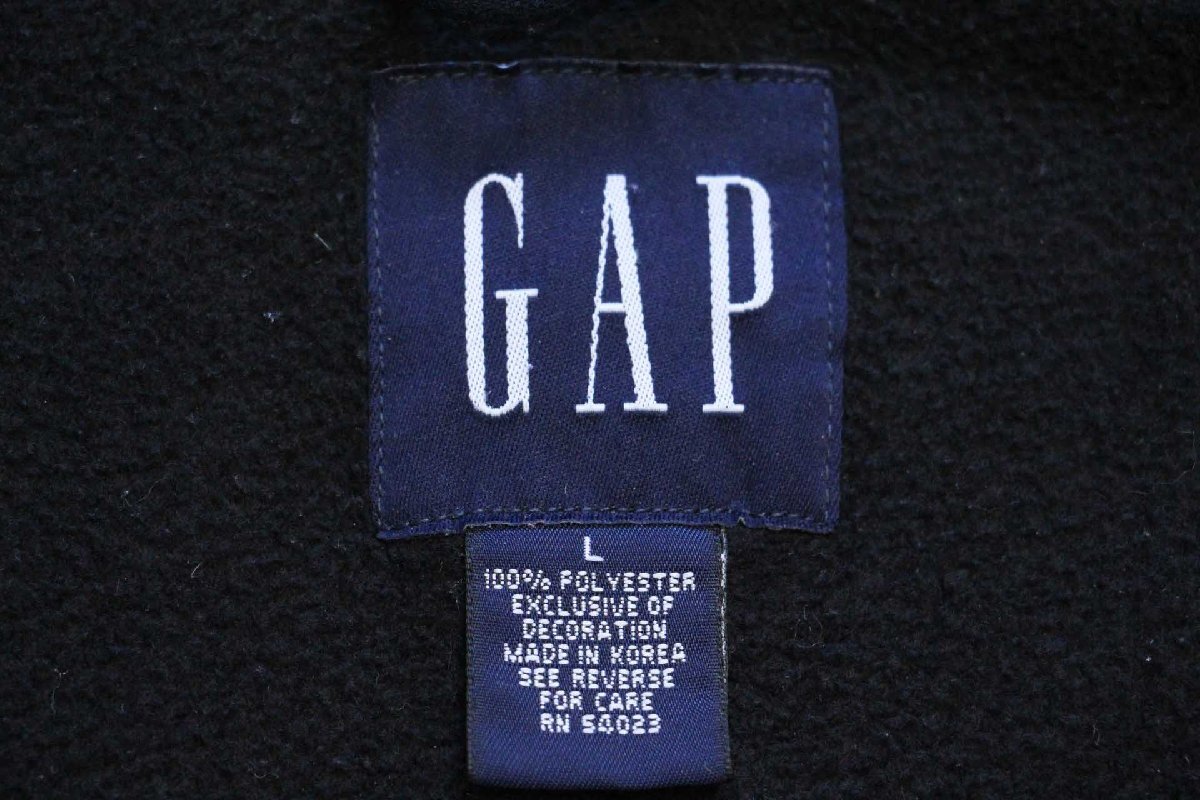 GAP
L
100% POLYESTER
EXCLUSIVE OF
DECORATION
MADE IN KOREA
SEE REVERSE
FOR CARE
RN 54023